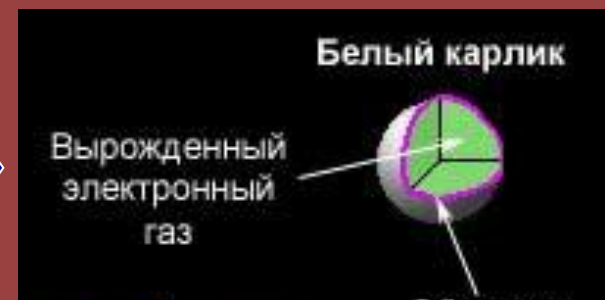 Белый карлик
Вырожденный
электронный
газ